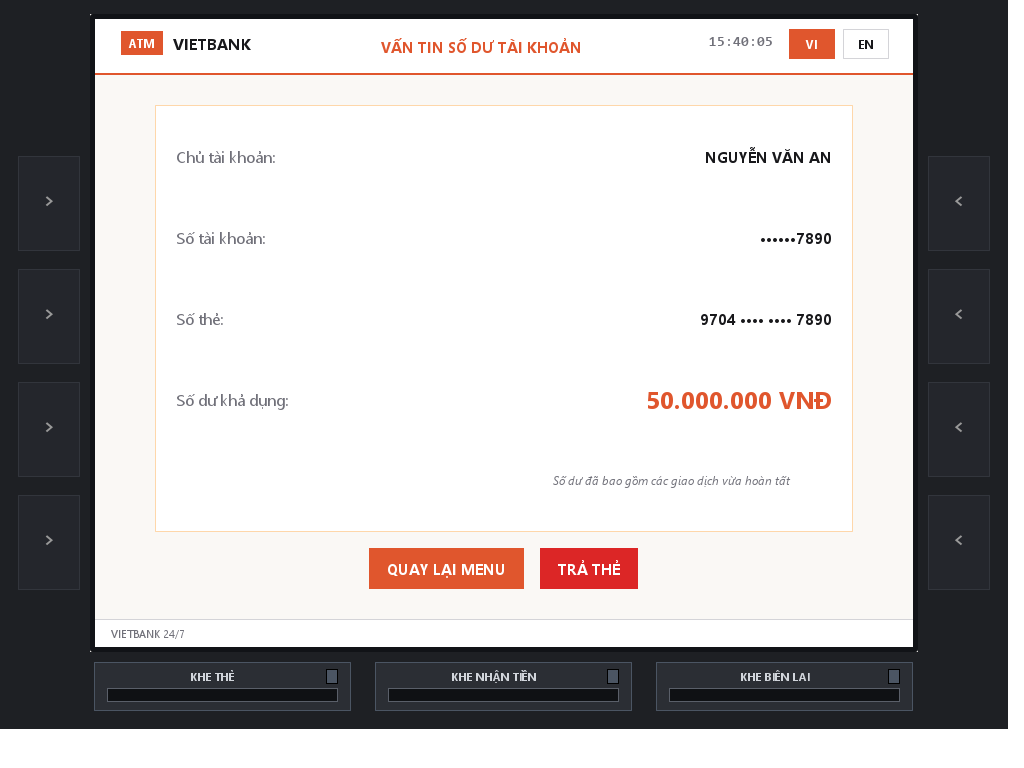 ATM VIETBANK
VẤN TIN SỐ DƯ TÀI KHOẢN
15:40:05
VI
EN
Chủ tài khoản:
NGUYỄN VĂN AN
Số tài khoản:
••••••7890
Số thẻ:
9704 •••• •••• 7890
Số dư khả dụng:
50.000.000 VNĐ
Số dư đã bao gồm các giao dịch vừa hoàn tất
QUAY LẠI MENU
TRẢ THẺ
VIETBANK 24/7
KHE THẺ
KHE NHẬN TIỀN
KHE BIÊN LAI